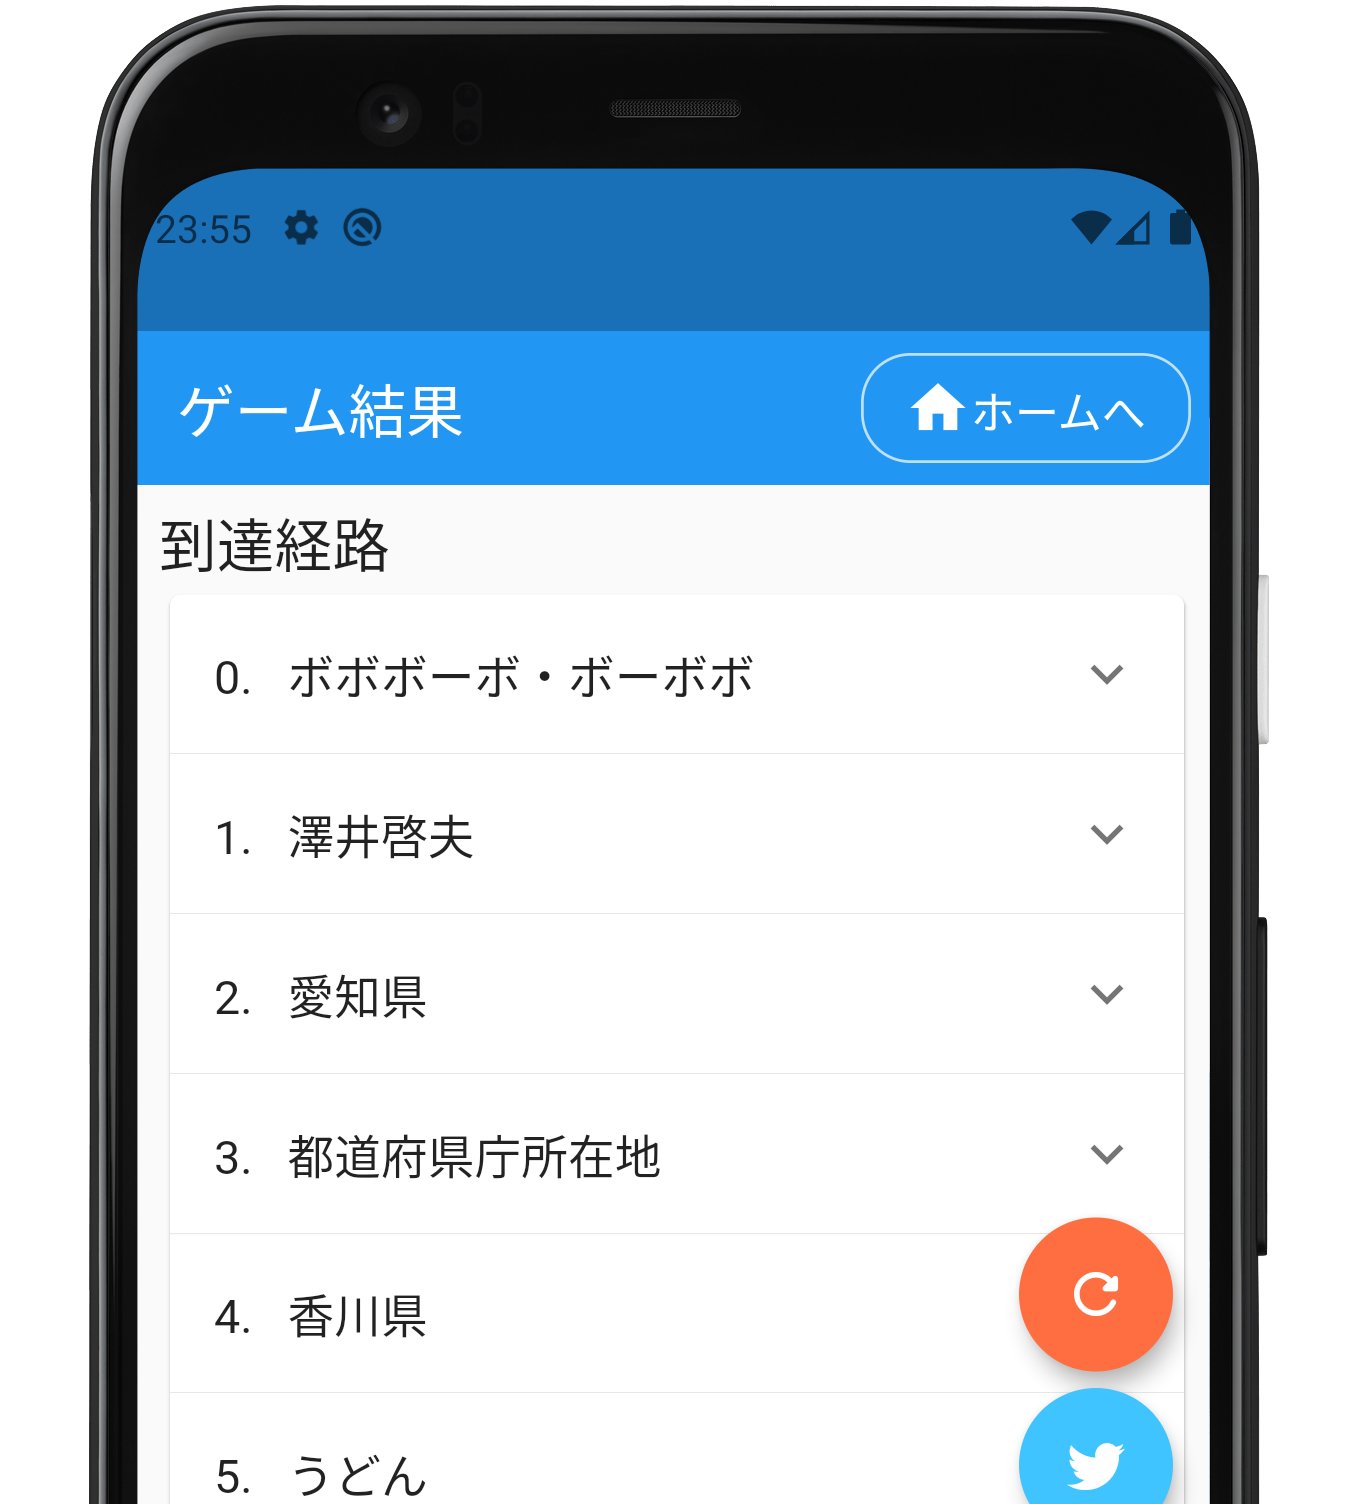 23:55
ゲーム結果
ホームへ
到達経路
0. ボボボーボ・ボーボボ
1. 澤井啓夫
2. 愛知県
3. 都道府県庁所在地
4. 香川県
5. うどん